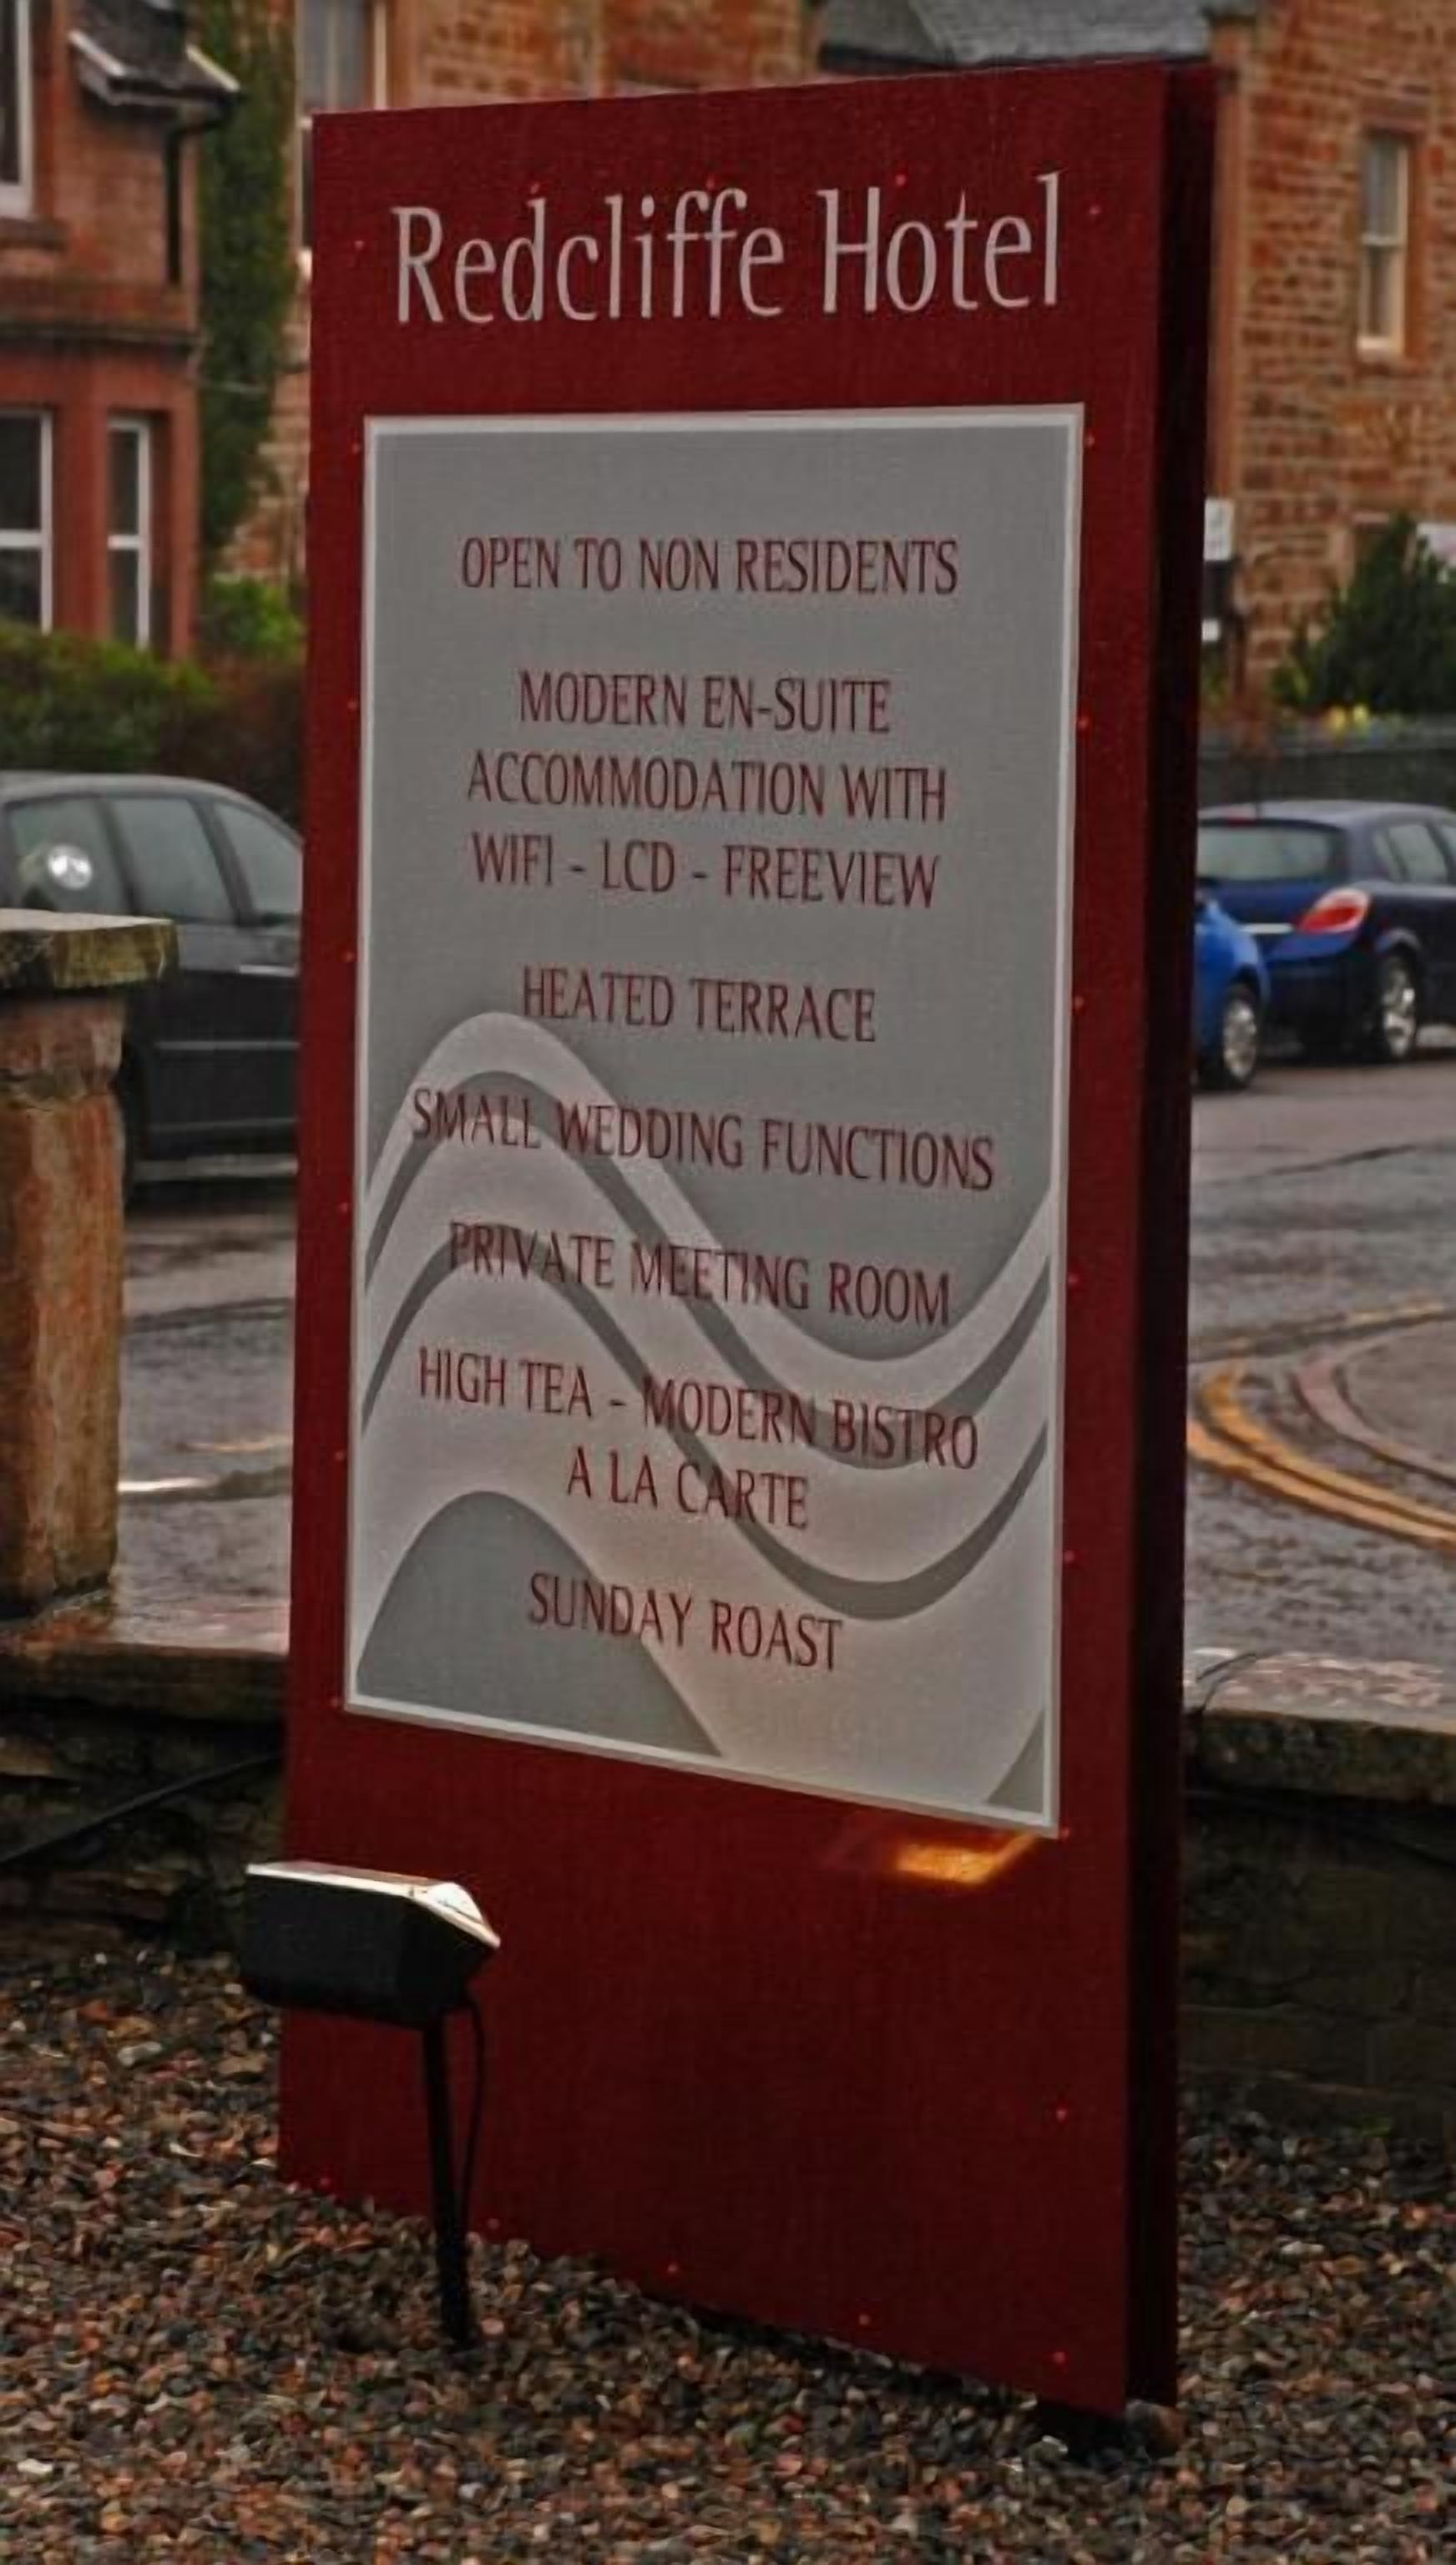 Redcliffe Hotel
OPEN TO NON RESIDENTS
MODERN EN-SUITE
ACCOMMODATION WITH
WIFI - LCD - FREEVIEW
HEATED TERRACE
SMALL WEDDING FUNCTIONS
PRIVATE MEETING ROOM
HIGH TEA - MODERN BISTRO
A LA CARTE
SUNDAY ROAST